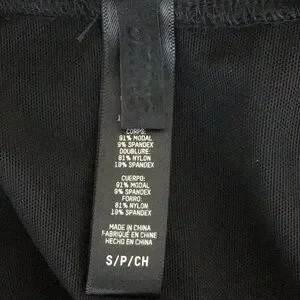 CORPS:
91% MODAL
9% SPANDEX
DOUBLURE:
81% NYLON
19% SPANDEX
CUERPO:
91% MODAL
9% SPANDEX
FORRO:
81% NYLON
19% SPANDEX
MADE IN CHINA
FABRIQUÉ EN CHINE
HECHO EN CHINA
S/P/CH